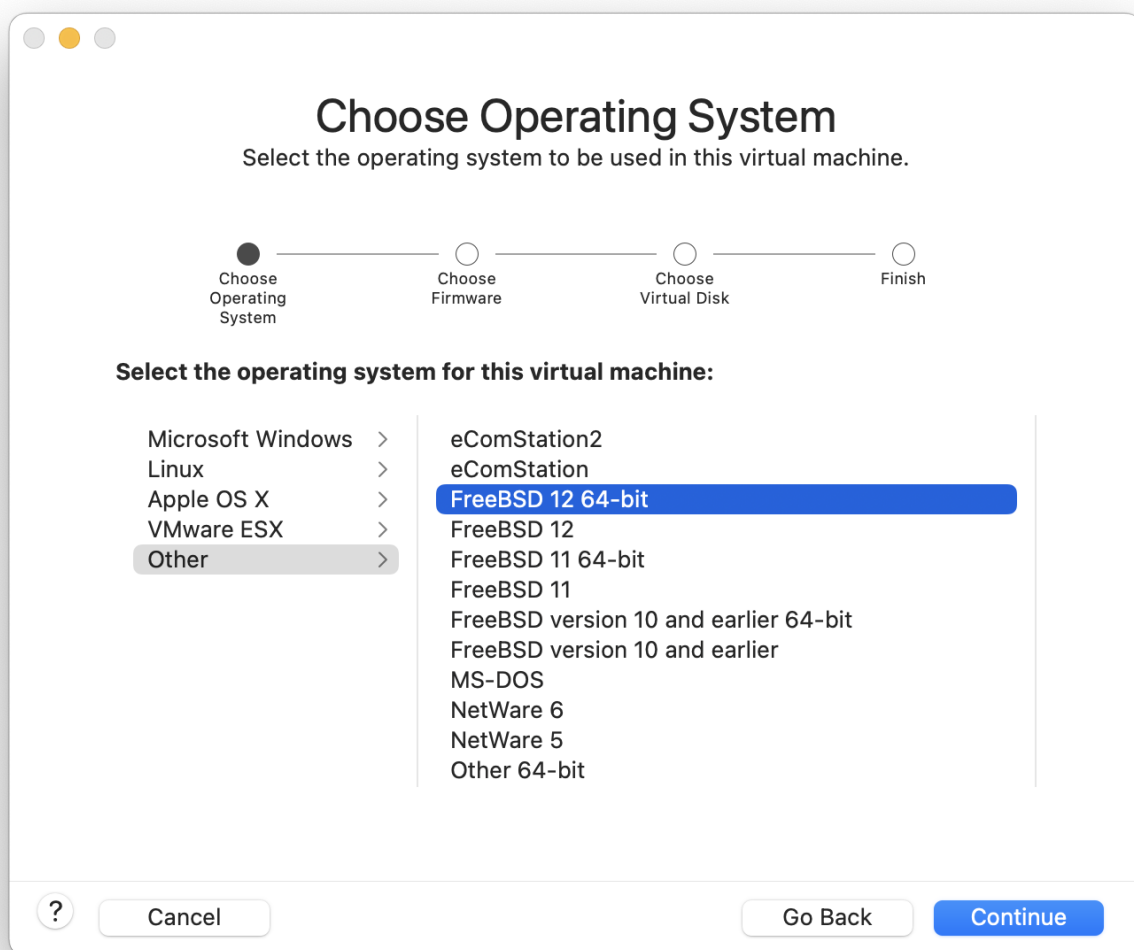 Choose Operating System
Select the operating system to be used in this virtual machine.
Choose
Operating
System
Choose
Firmware
Choose
Virtual Disk
Finish
Select the operating system for this virtual machine:
Microsoft Windows
Linux
Apple OS X
VMware ESX
Other
eComStation2
eComStation
FreeBSD 12 64-bit
FreeBSD 12
FreeBSD 11 64-bit
FreeBSD 11
FreeBSD version 10 and earlier 64-bit
FreeBSD version 10 and earlier
MS-DOS
NetWare 6
NetWare 5
Other 64-bit
?
Cancel
Go Back
Continue